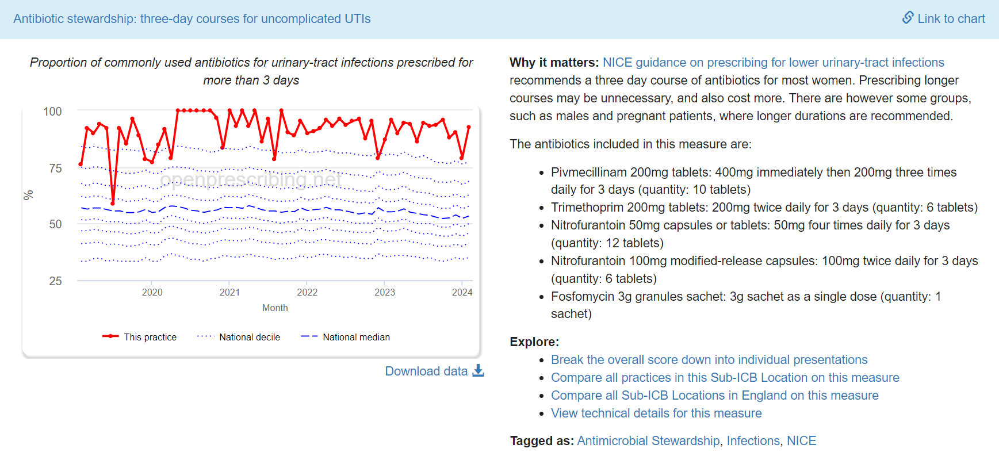 Antibiotic stewardship: three-day courses for uncomplicated UTIs
Link to chart
Proportion of commonly used antibiotics for urinary-tract infections prescribed for
more than 3 days
100
75
50
25
%
openprescribing.net
2020
2021
2022
2023
2024
Month
This practice
National decile
National median
Download data
Why it matters: NICE guidance on prescribing for lower urinary-tract infections
recommends a three day course of antibiotics for most women. Prescribing longer
courses may be unnecessary, and also cost more. There are however some groups,
such as males and pregnant patients, where longer durations are recommended.
The antibiotics included in this measure are:
• Pivmecillinam 200mg tablets: 400mg immediately then 200mg three times
daily for 3 days (quantity: 10 tablets)
• Trimethoprim 200mg tablets: 200mg twice daily for 3 days (quantity: 6 tablets)
• Nitrofurantoin 50mg capsules or tablets: 50mg four times daily for 3 days
(quantity: 12 tablets)
• Nitrofurantoin 100mg modified-release capsules: 100mg twice daily for 3 days
(quantity: 6 tablets)
• Fosfomycin 3g granules sachet: 3g sachet as a single dose (quantity: 1
sachet)
Explore:
• Break the overall score down into individual presentations
• Compare all practices in this Sub-ICB Location on this measure
• Compare all Sub-ICB Locations in England on this measure
• View technical details for this measure
Tagged as: Antimicrobial Stewardship, Infections, NICE